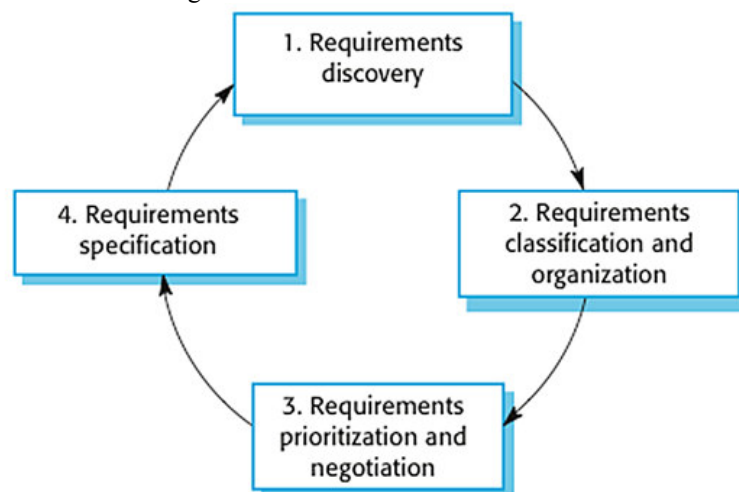 1. Requirements
discovery
2. Requirements
classification and
organization
3. Requirements
prioritization and
negotiation
4. Requirements
specification